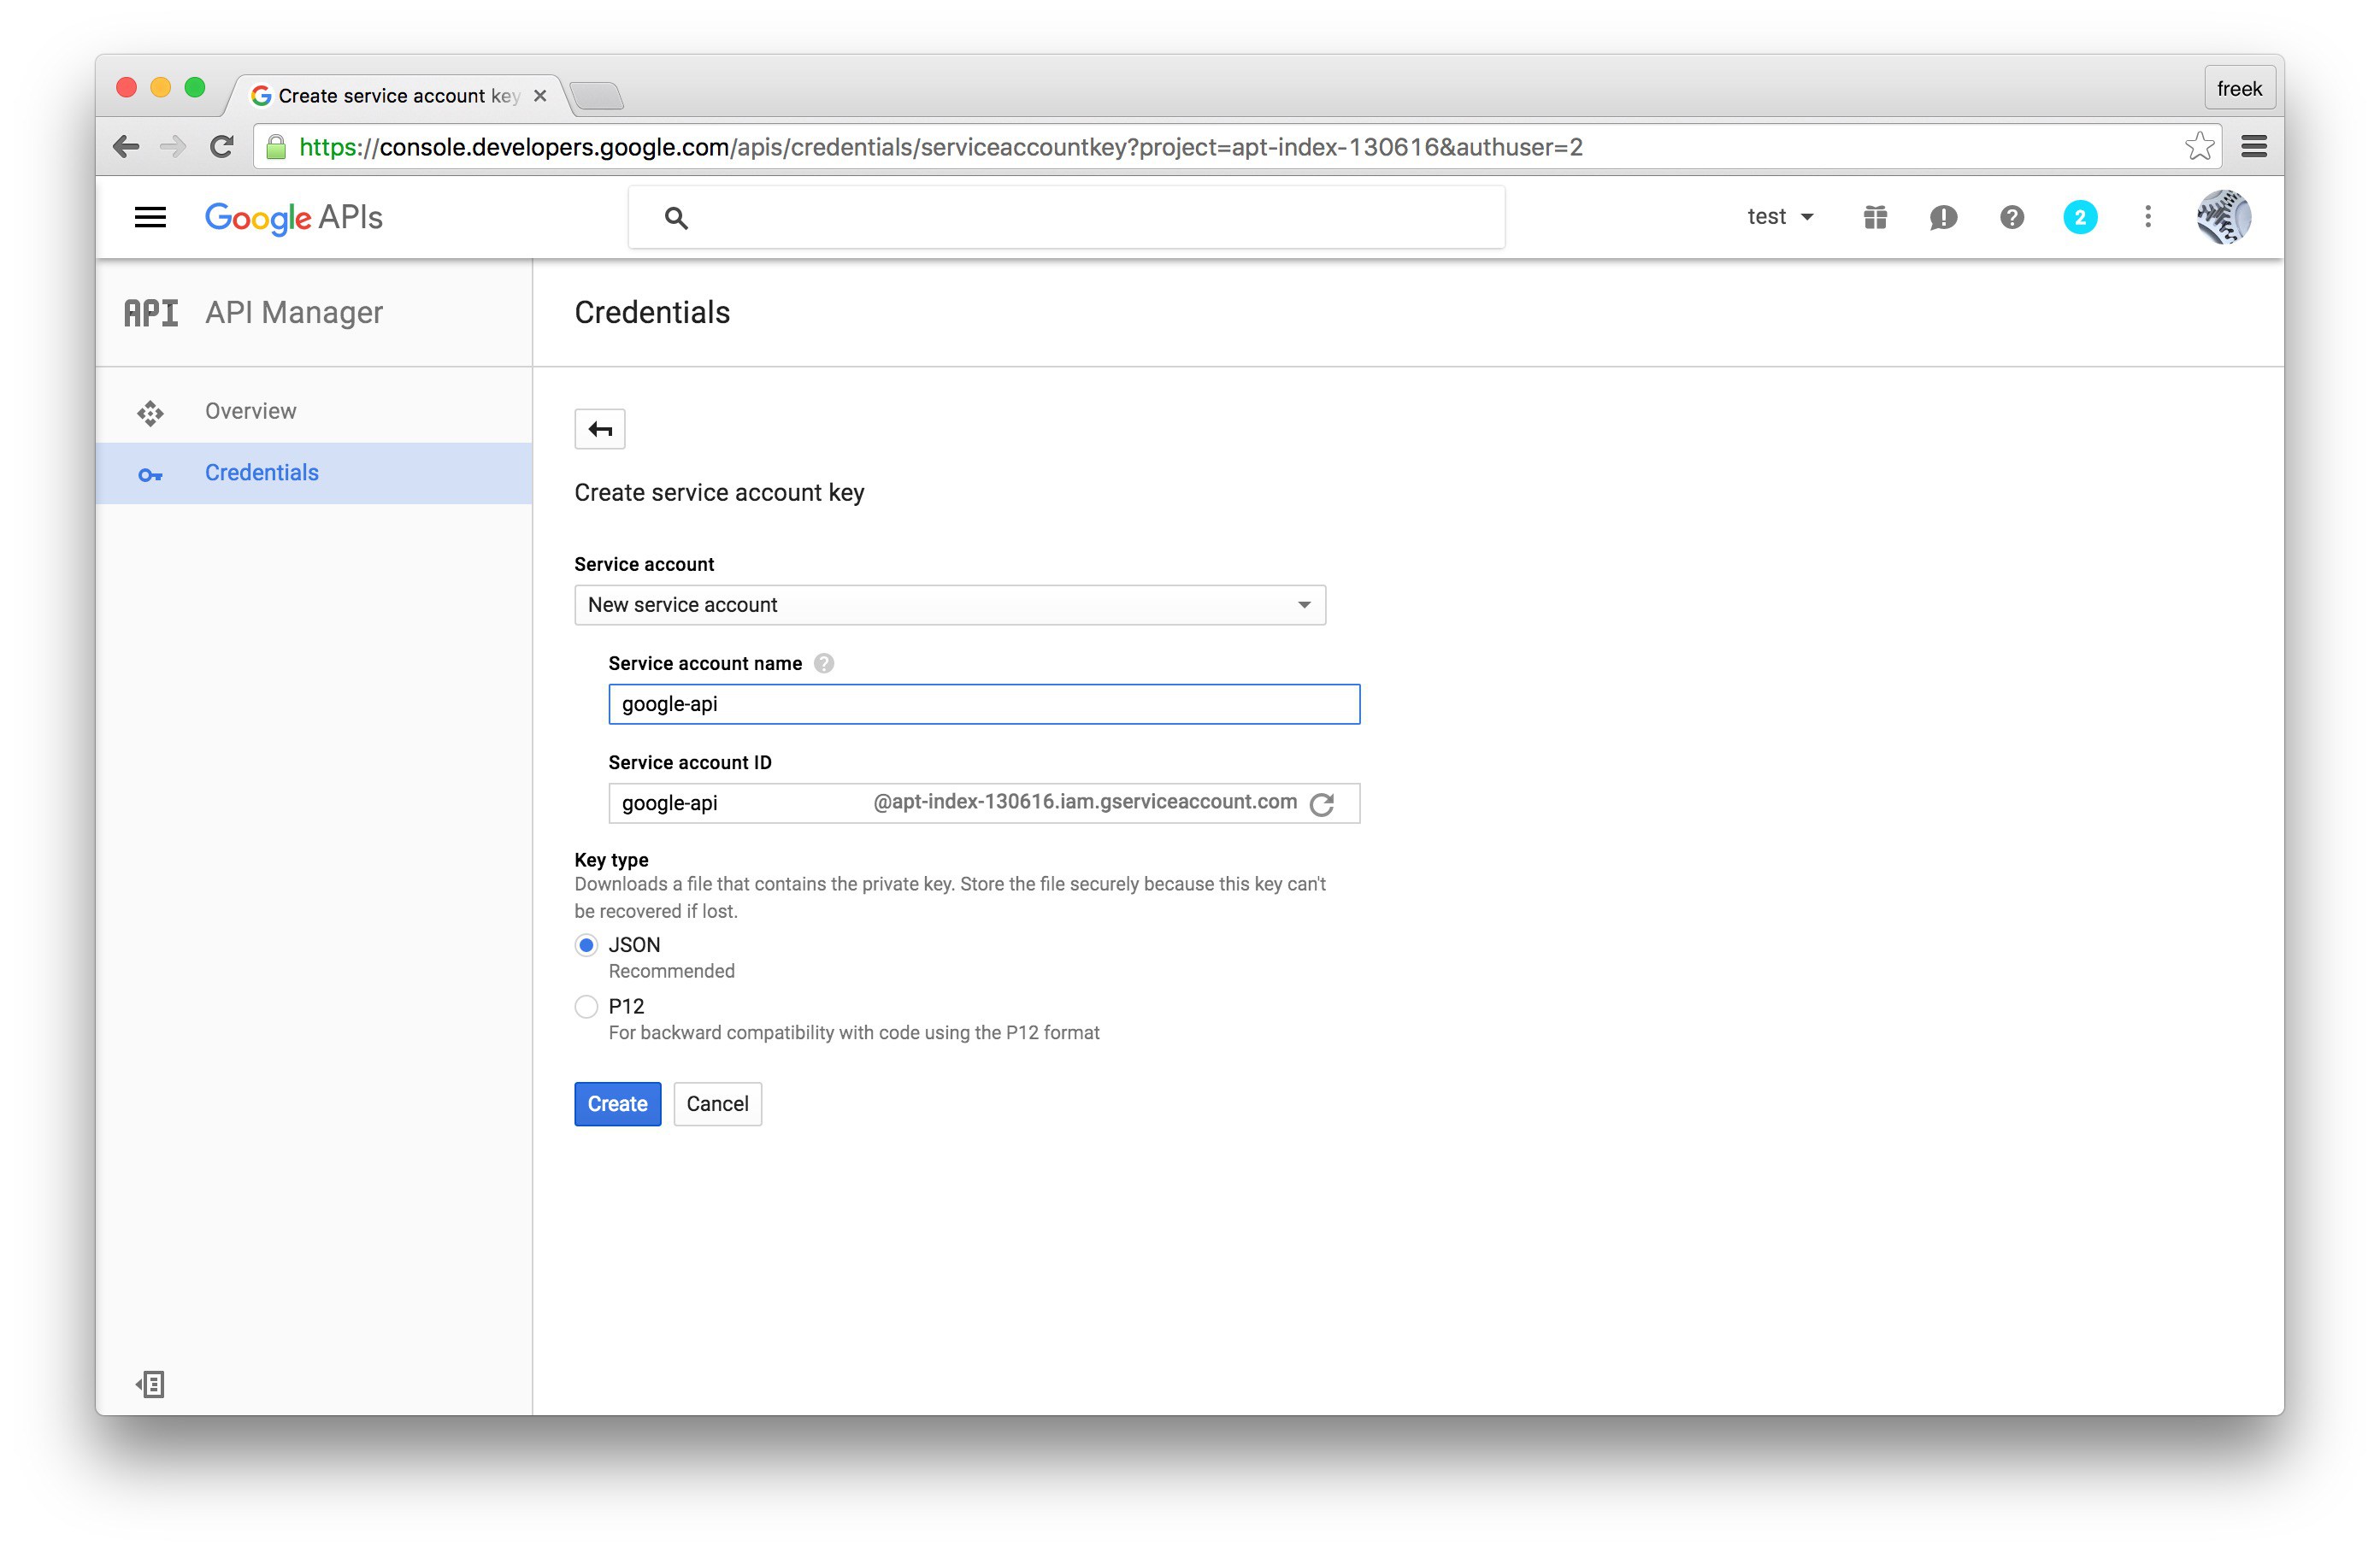 Create service account key
freek
https://console.developers.google.com/apis/credentials/serviceaccountkey?project=apt-index-130616&authuser=2
Google APIs
test
2
API API Manager
Credentials
Overview
Credentials
Create service account key
Service account
New service account
Service account name ?
google-api
Service account ID
google-api @apt-index-130616.iam.gserviceaccount.com
Key type
Downloads a file that contains the private key. Store the file securely because this key can't
be recovered if lost.
JSON
Recommended
P12
For backward compatibility with code using the P12 format
Create Cancel